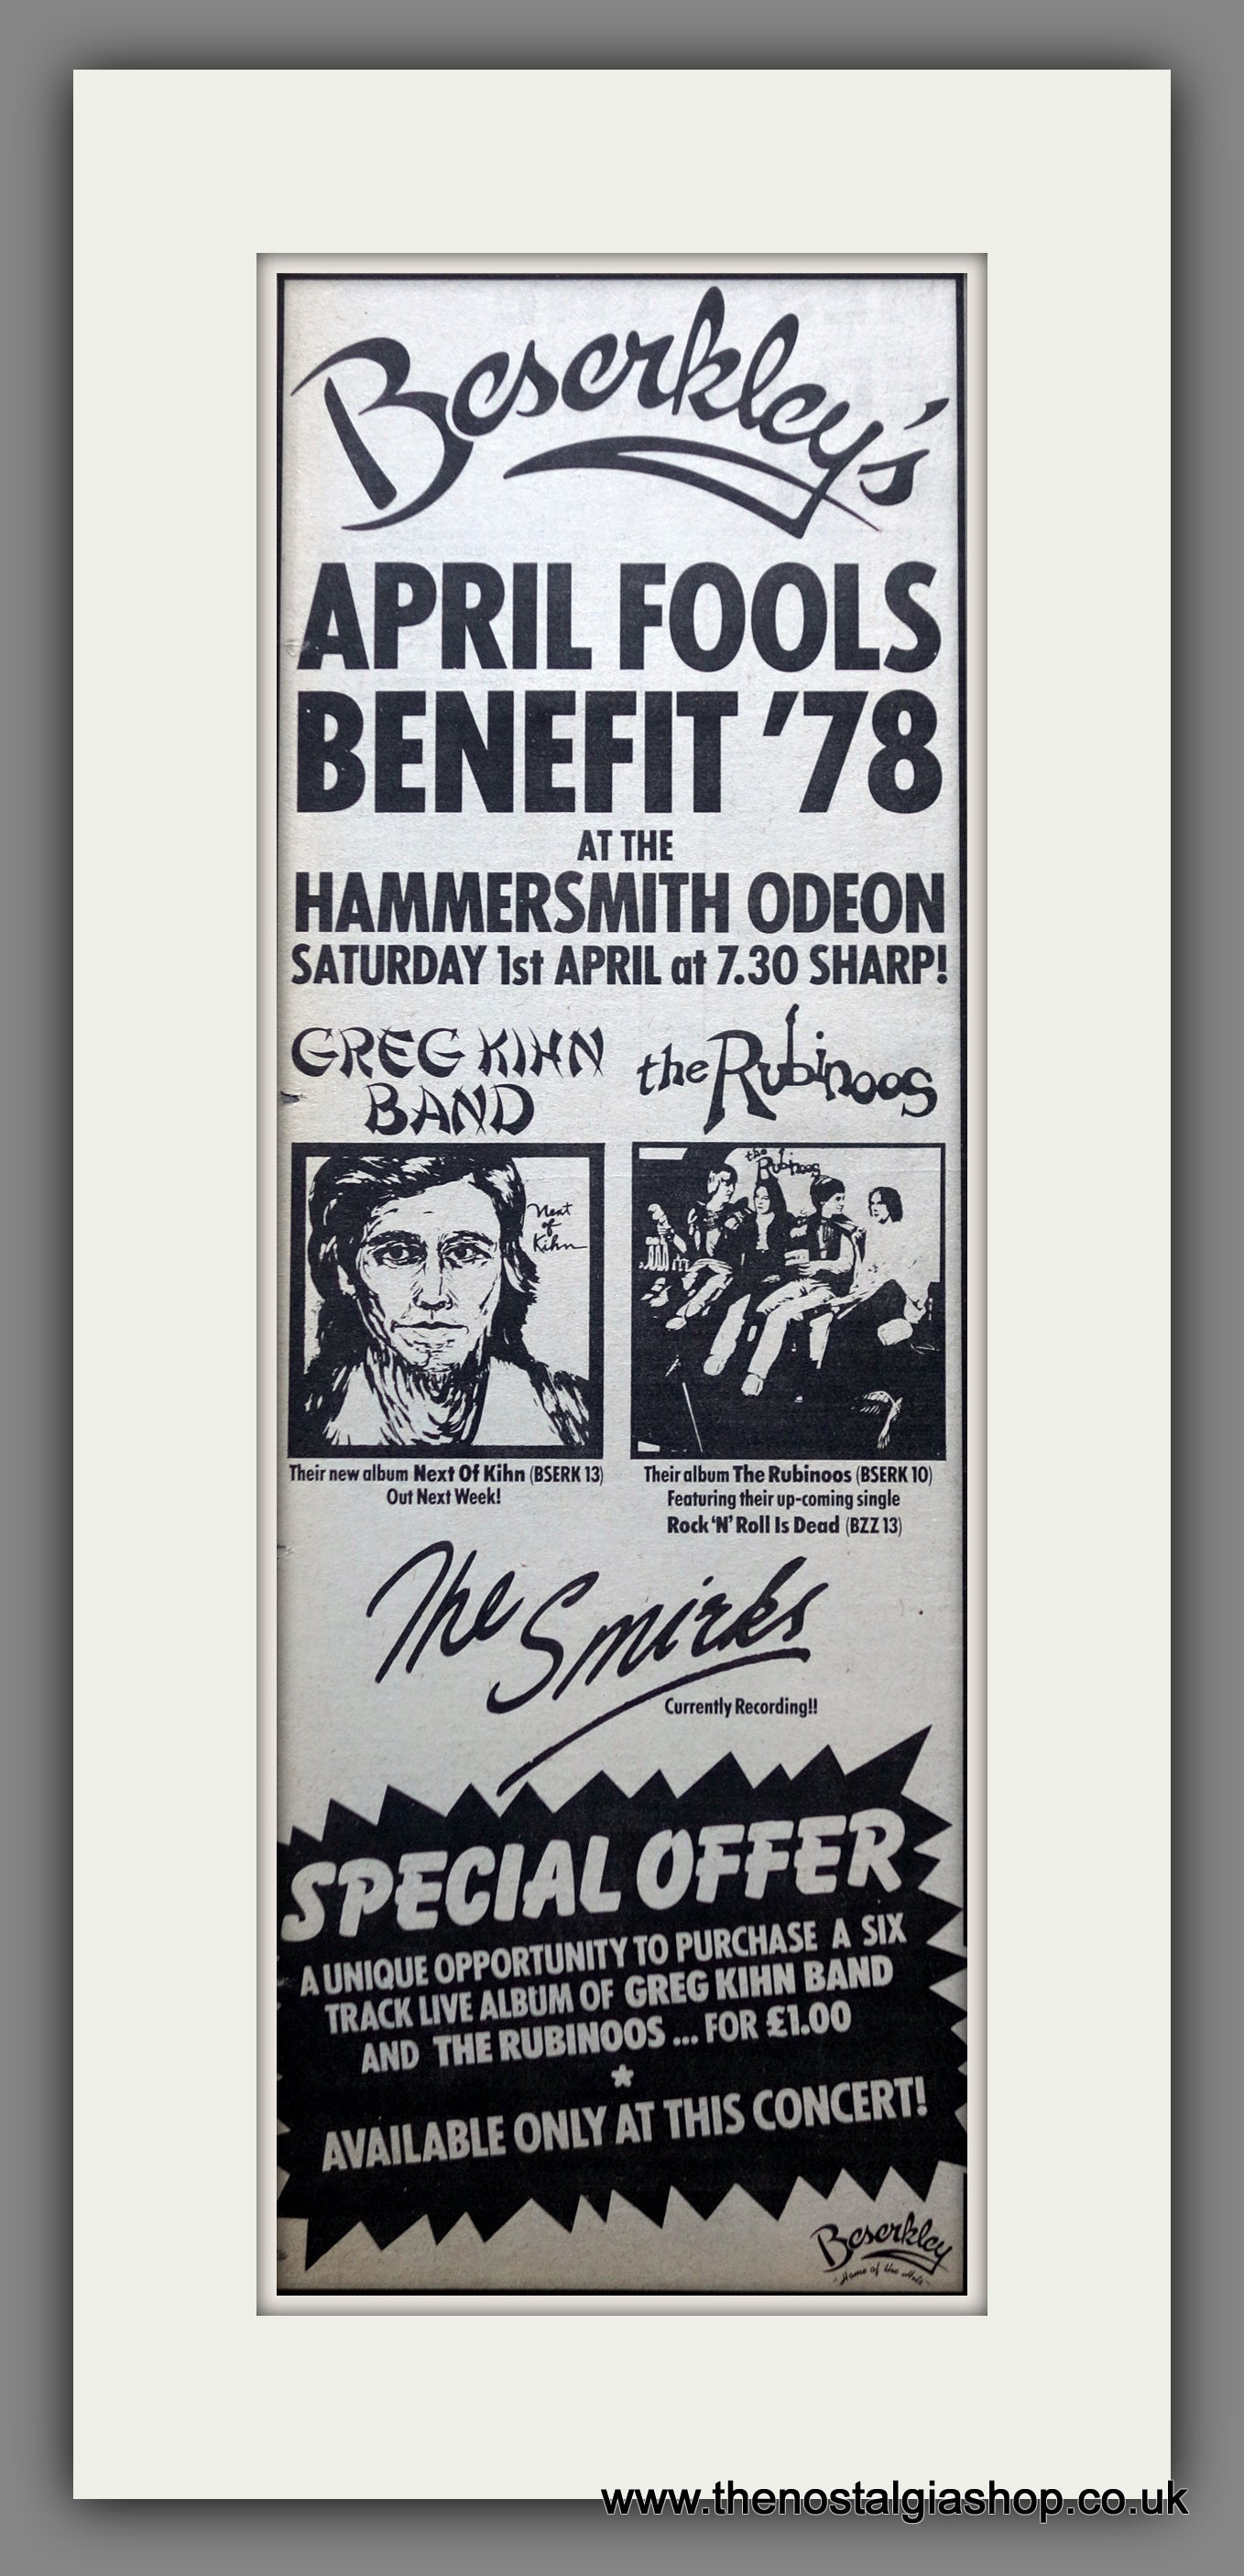 Beserkley's
APRIL FOOLS
BENEFIT '78
AT THE
HAMMERSMITH ODEON
SATURDAY 1st APRIL at 7.30 SHARP!
GREG KIHN
BAND
the Rubinoos
Next
of
Kihn
the
Rubinoos
Their new album Next Of Kihn (BSERK 13)
Out Next Week!
Their album The Rubinoos (BSERK 10)
Featuring their up-coming single
Rock 'N' Roll Is Dead (BZZ 13)
The Smirks
Currently Recording!!
SPECIAL OFFER
A UNIQUE OPPORTUNITY TO PURCHASE A SIX
TRACK LIVE ALBUM OF GREG KIHN BAND
AND THE RUBINOOS ... FOR £1.00
*
AVAILABLE ONLY AT THIS CONCERT!
Beserkley
- Home of the Hits -
www.thenostalgiashop.co.uk